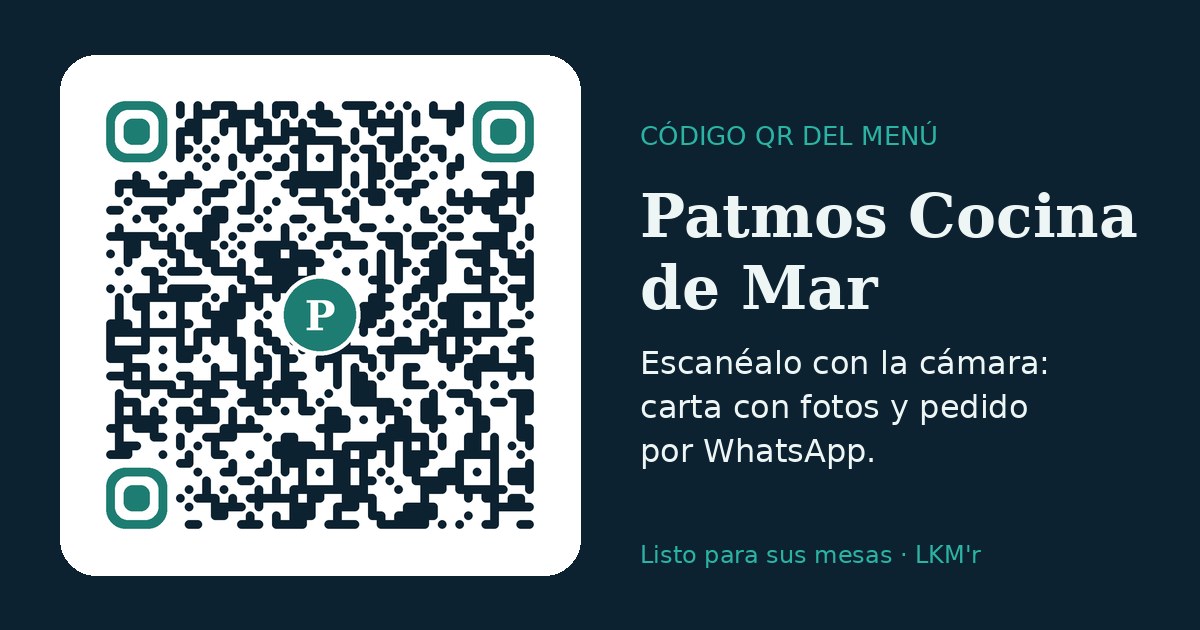 P
CÓDIGO QR DEL MENÚ
Patmos Cocina
de Mar
Escanéalo con la cámara:
carta con fotos y pedido
por WhatsApp.
Listo para sus mesas · LKM'r